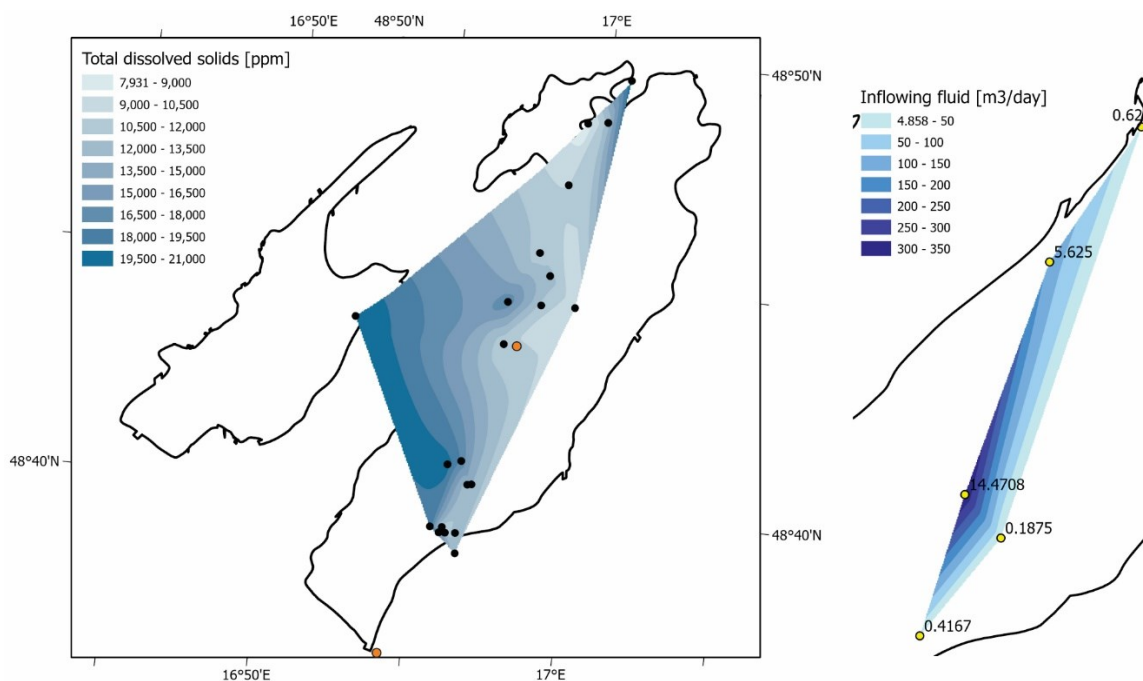 16°50'E 48°50'N 17°E
Total dissolved solids [ppm]
7,931 - 9,000
9,000 - 10,500
10,500 - 12,000
12,000 - 13,500
13,500 - 15,000
15,000 - 16,500
16,500 - 18,000
18,000 - 19,500
19,500 - 21,000
48°50'N
48°40'N
48°40'N
16°50'E 48°50'N 17°E
Inflowing fluid [m3/day]
4.858 - 50
50 - 100
100 - 150
150 - 200
200 - 250
250 - 300
300 - 350
5.625
14.4708
0.1875
0.4167